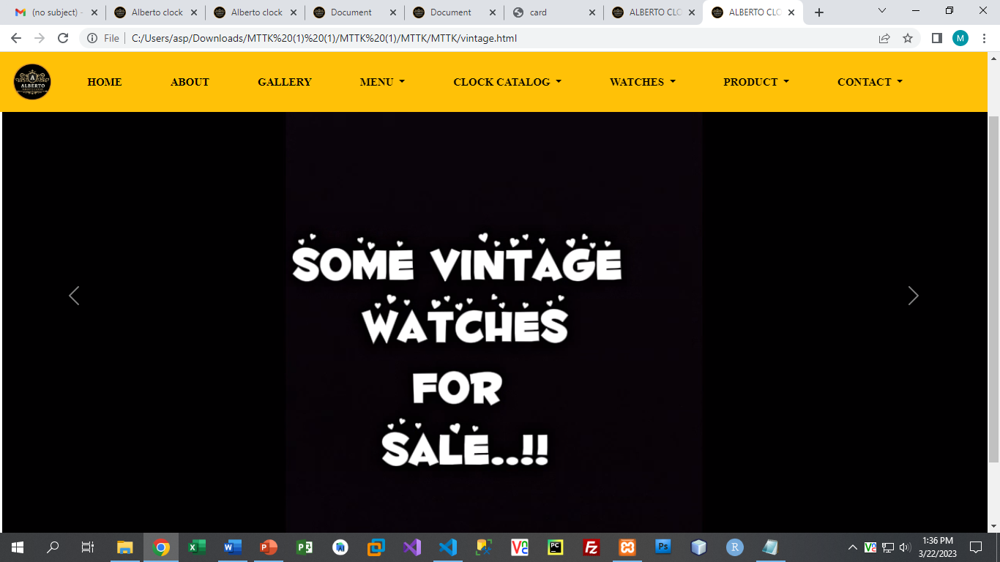 (no subject) -
Alberto clock
Alberto clock
Document
Document
card
ALBERTO CLO
ALBERTO CLO
File
C:/Users/asp/Downloads/MTTK%20(1)%20(1)/MTTK%20(1)/MTTK/MTTK/vintage.html
M
A
ALBERTO
HOME
ABOUT
GALLERY
MENU
CLOCK CATALOG
WATCHES
PRODUCT
CONTACT
SOME VINTAGE
WATCHES
FOR
SALE..!!
1:36 PM
3/22/2023